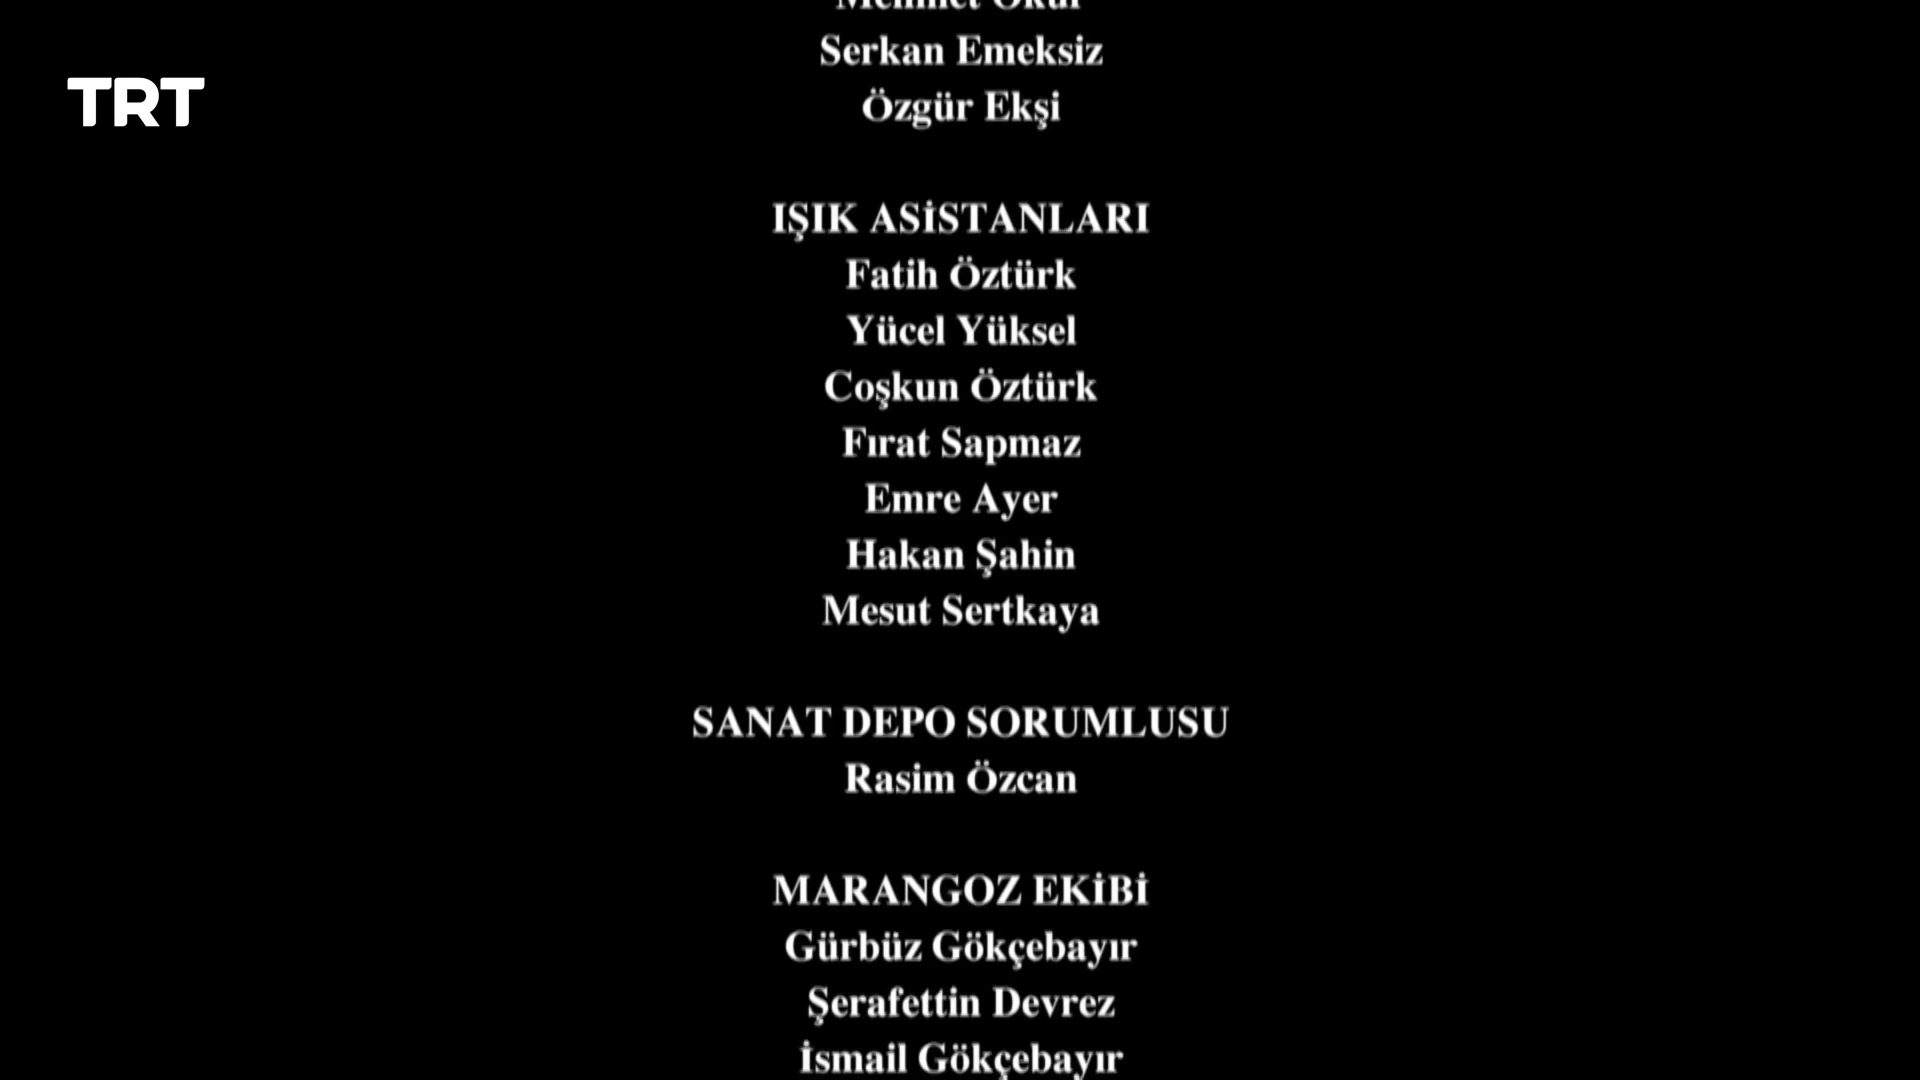 TRT
Serkan Emeksiz
Özgür Ekşi
IŞIK ASİSTANLARI
Fatih Öztürk
Yücel Yüksel
Coşkun Öztürk
Fırat Sapmaz
Emre Ayer
Hakan Şahin
Mesut Sertkaya
SANAT DEPO SORUMLUSU
Rasim Özcan
MARANGOZ EKİBİ
Gürbüz Gökçebayır
Şerafettin Devrez
İsmail Gökçebayır